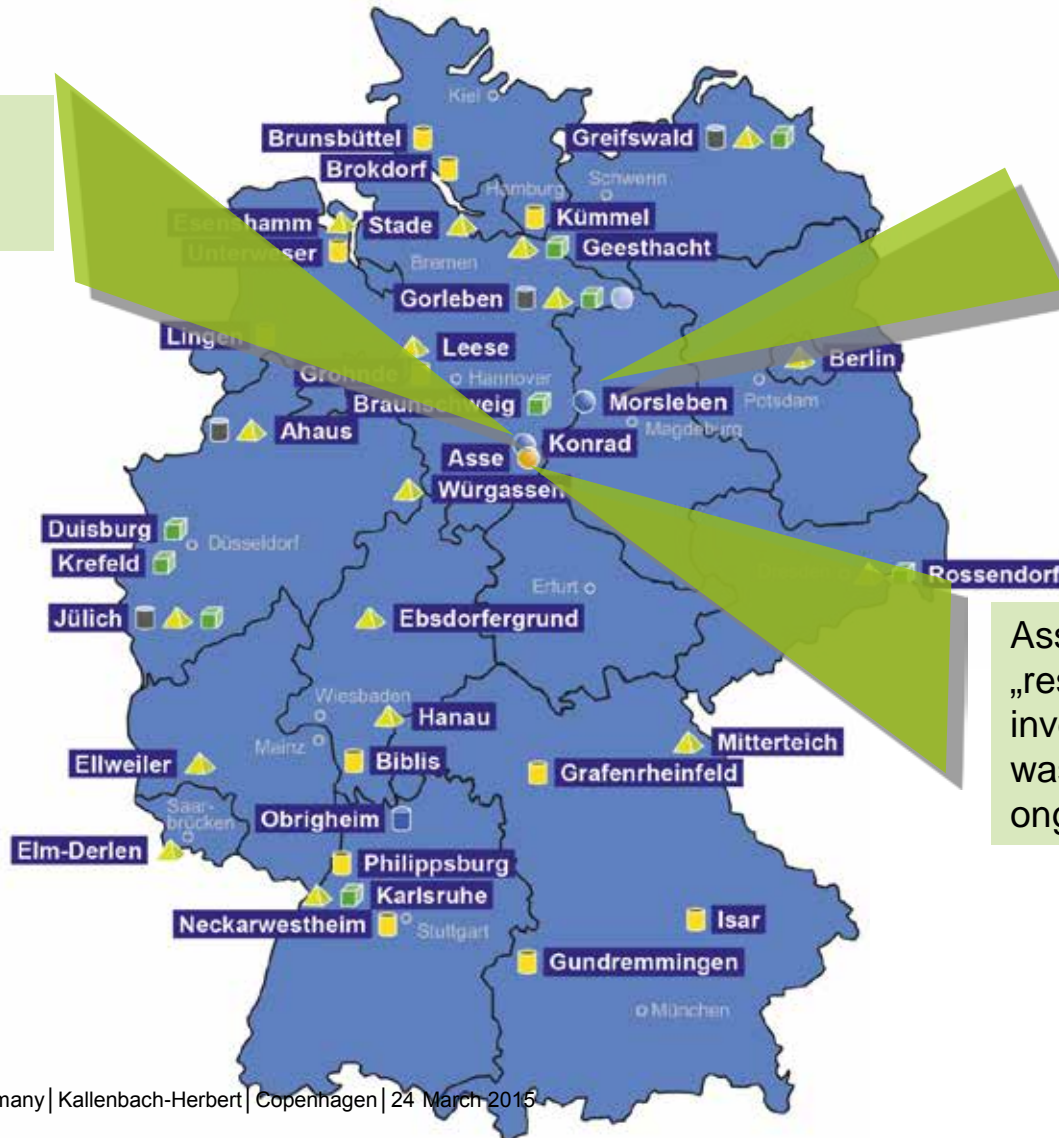 Kiel
Brunsbüttel
Greifswald
Brokdorf
Hamburg
Schwerin
Esenshamm
Stade
Kümmel
Unterweser
Bremen
Geesthacht
Gorleben
Lingen
Leese
Berlin
Grohnde
Hannover
Braunschweig
Morsleben
Potsdam
Ahaus
Magdeburg
Konrad
Asse
Würgassen
Duisburg
Düsseldorf
Krefeld
Erfurt
Rossendorf
Jülich
Ebsdorfergrund
Ass
„res
inve
was
ong
Wiesbaden
Hanau
Mainz
Mitterteich
Ellweiler
Biblis
Grafenrheinfeld
Saar-
brücken
Obrigheim
Elm-Derlen
Philippsburg
Karlsruhe
Neckarwestheim
Stuttgart
Isar
Gundremmingen
München
many | Kallenbach-Herbert | Copenhagen | 24 March 2015